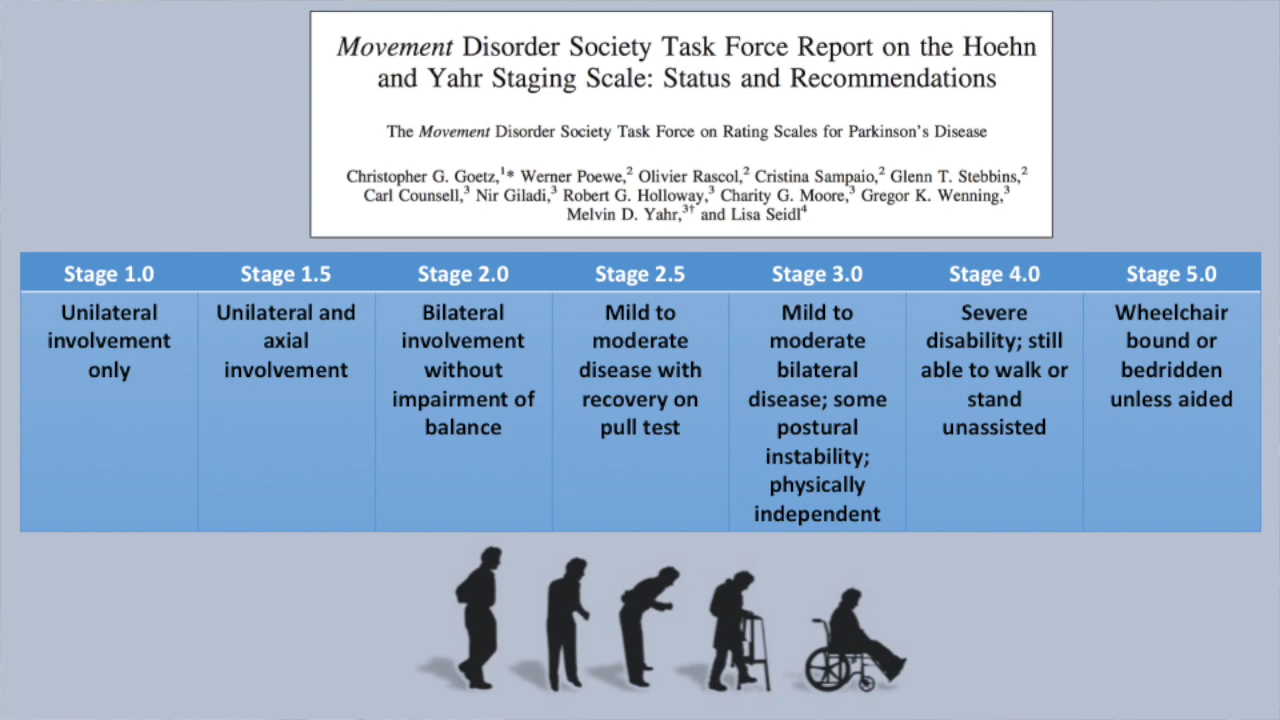 Movement Disorder Society Task Force Report on the Hoehn
and Yahr Staging Scale: Status and Recommendations
The Movement Disorder Society Task Force on Rating Scales for Parkinson's Disease
Christopher G. Goetz,1* Werner Poewe,2 Olivier Rascol,2 Cristina Sampaio,2 Glenn T. Stebbins,2
Carl Counsell,3 Nir Giladi,3 Robert G. Holloway,3 Charity G. Moore,3 Gregor K. Wenning,3
Melvin D. Yahr,3† and Lisa Seidl4
Stage 1.0
Unilateral
involvement
only
Stage 1.5
Unilateral and
axial
involvement
Stage 2.0
Bilateral
involvement
without
impairment of
balance
Stage 2.5
Mild to
moderate
disease with
recovery on
pull test
Stage 3.0
Mild to
moderate
bilateral
disease; some
postural
instability;
physically
independent
Stage 4.0
Severe
disability; still
able to walk or
stand
unassisted
Stage 5.0
Wheelchair
bound or
bedridden
unless aided